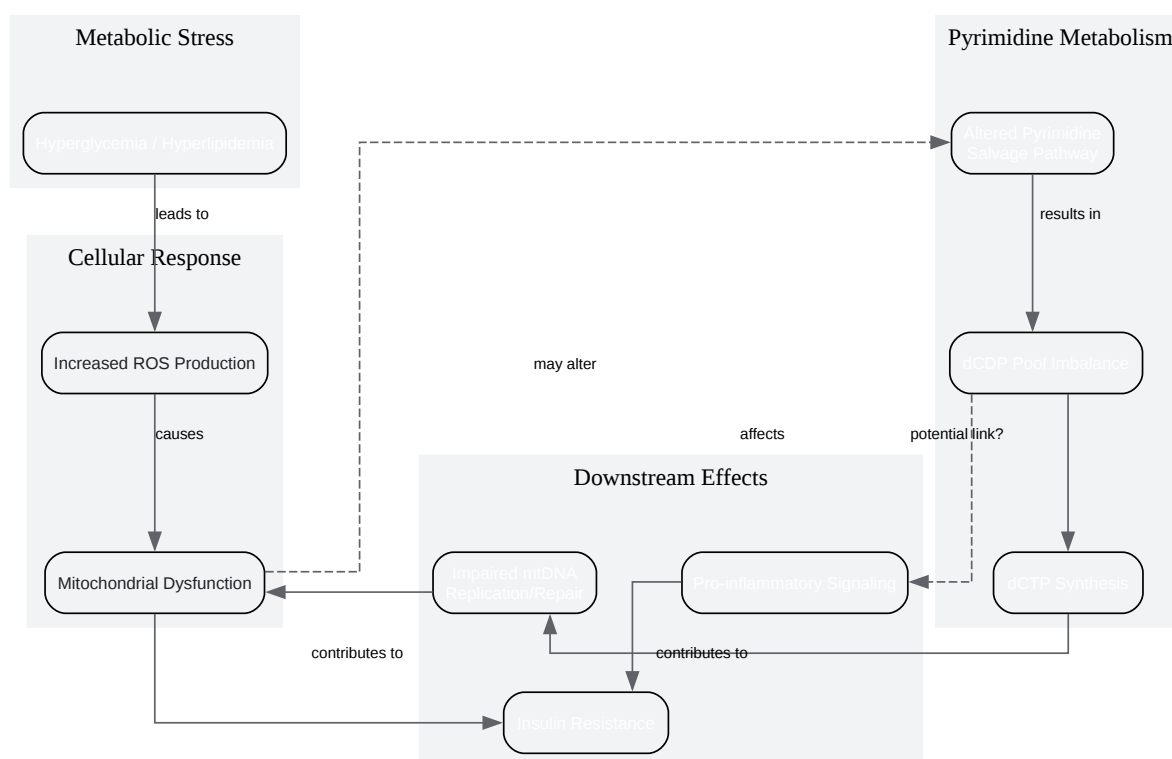 Metabolic Stress
Pyrimidine Metabolism
Hyperglycemia / Hyperlipidemia
Altered Pyrimidine
Salvage Pathway
leads to
results in
Cellular Response
Increased ROS Production
may alter
dCDP Pool Imbalance
causes
affects
potential link?
Downstream Effects
Mitochondrial Dysfunction
Impaired mtDNA
Replication/Repair
Pro-inflammatory Signaling
dCTP Synthesis
contributes to
contributes to
Insulin Resistance